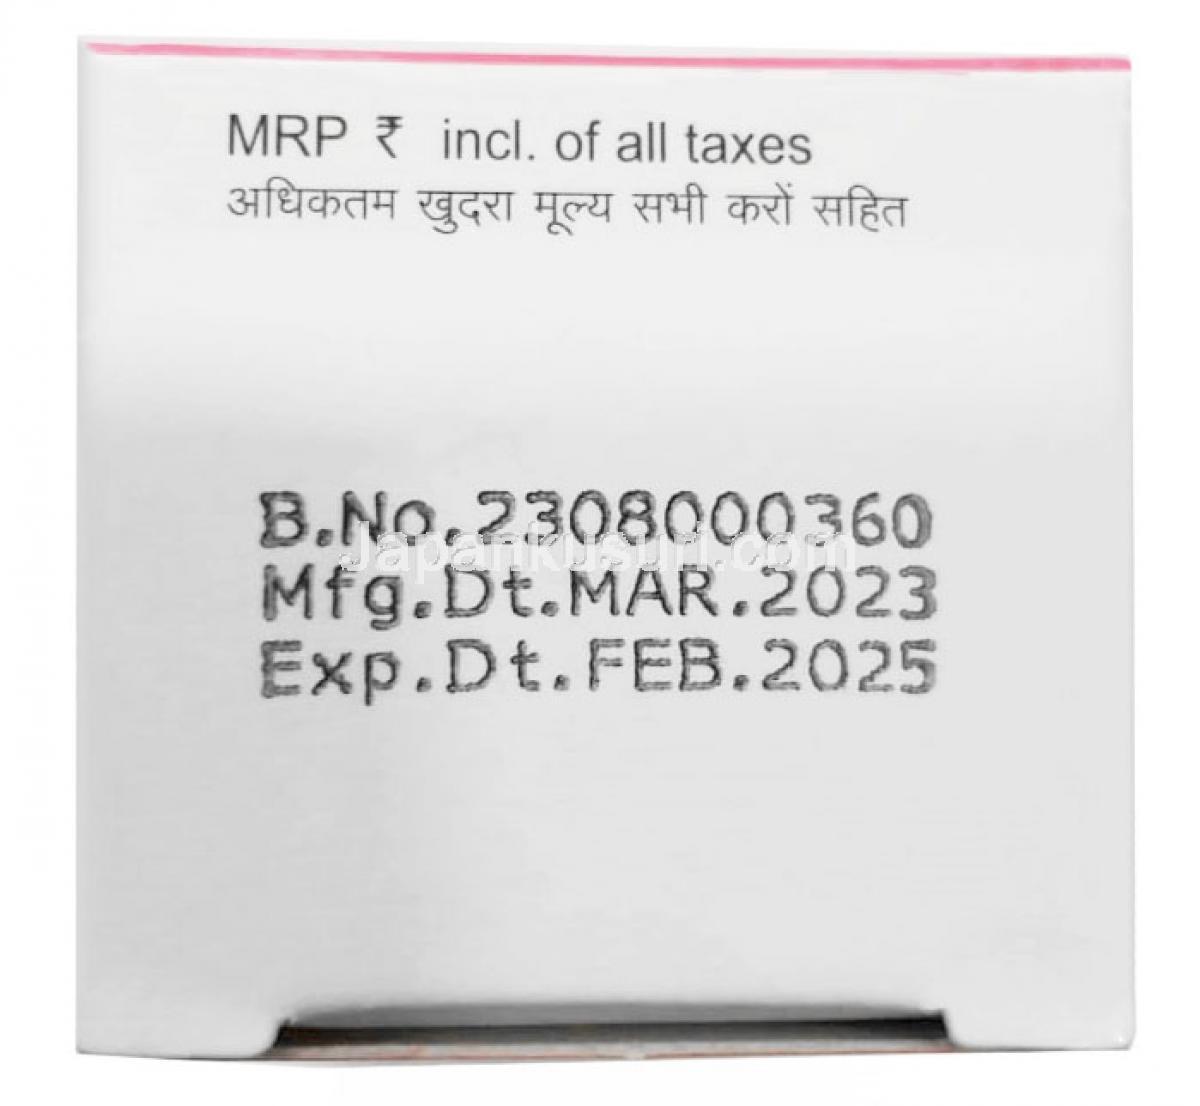 MRP ₹ incl. of all taxes
अधिकतम खुदरा मूल्य सभी करों सहित
B.No.2308000360
Japankusuri.com
Mfg.Dt.MAR.2023
Exp.Dt.FEB.2025